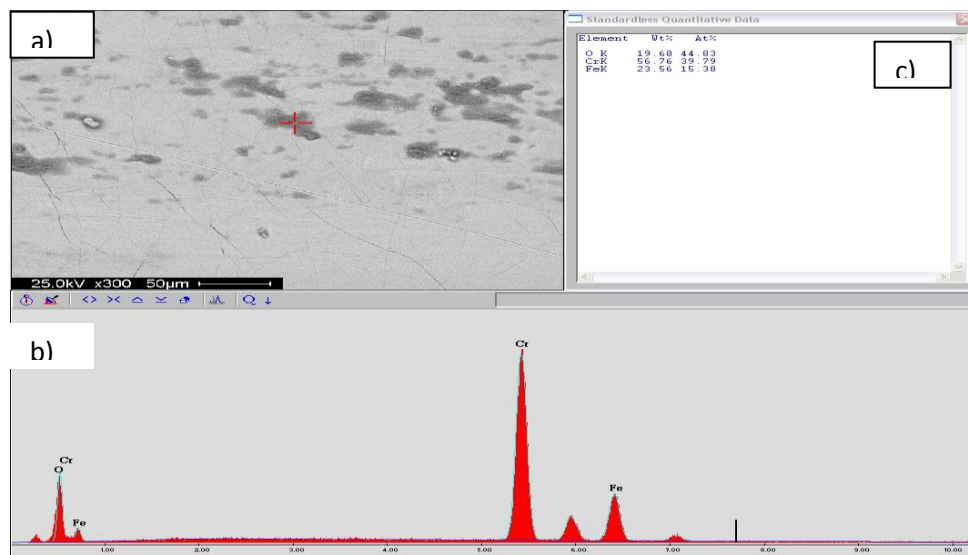 a)
25.0kV x300 50µm
Standardless Quantitative Data
Element Wt% At%
O K 19.68 44.83
CrK 56.76 39.79
FeK 23.56 15.38
c)
b)
Cr
O
Fe
Cr
Fe
1.00 2.00 3.00 4.00 5.00 6.00 7.00 8.00 9.00 10.00